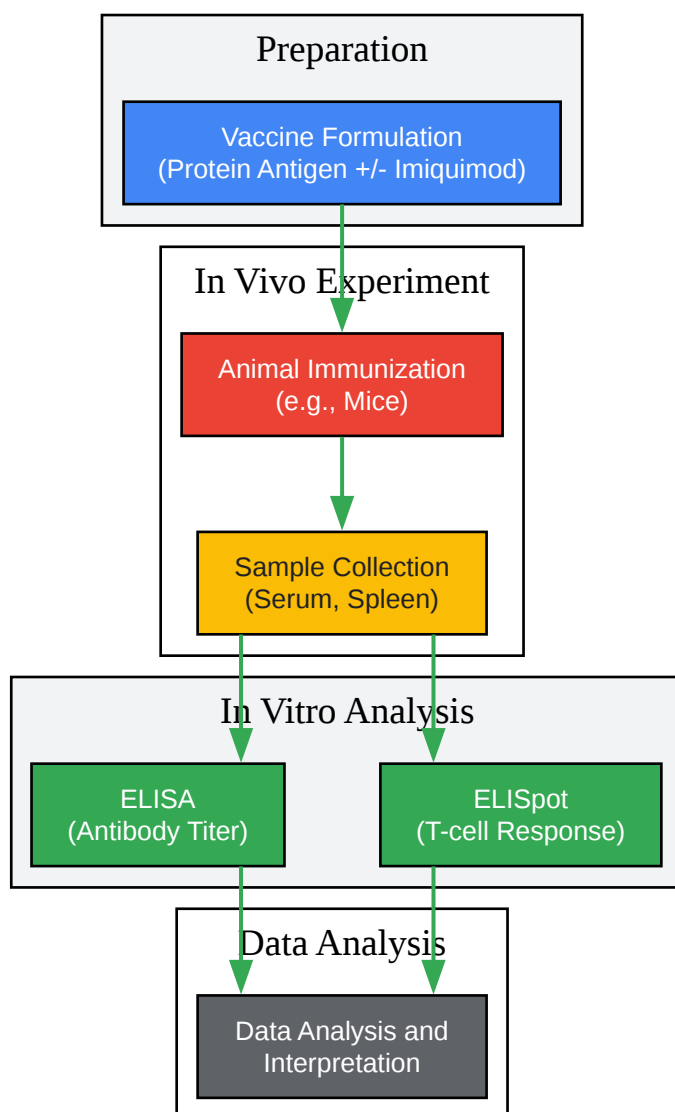 Preparation
Vaccine Formulation
(Protein Antigen +/- Imiquimod)
In Vivo Experiment
Animal Immunization
(e.g., Mice)
Sample Collection
(Serum, Spleen)
In Vitro Analysis
ELISA
(Antibody Titer)
ELISpot
(T-cell Response)
Data Analysis
Data Analysis and
Interpretation